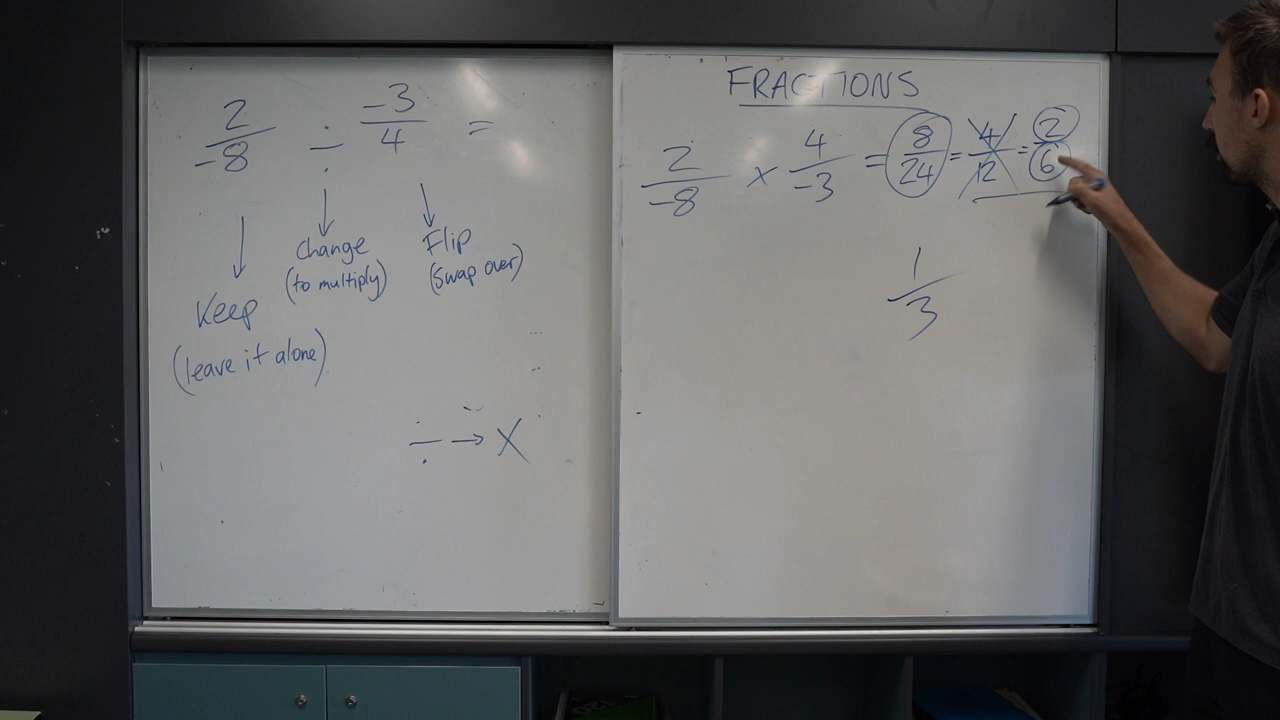 2/-8 ÷ -3/4 =
Keep
(leave it alone)
Change
(to multiply)
Flip
(swap over)
÷ → X
FRACTIONS
2/-8 x 4/-3 = 8/24 = 4/12 = 2/6
1/3